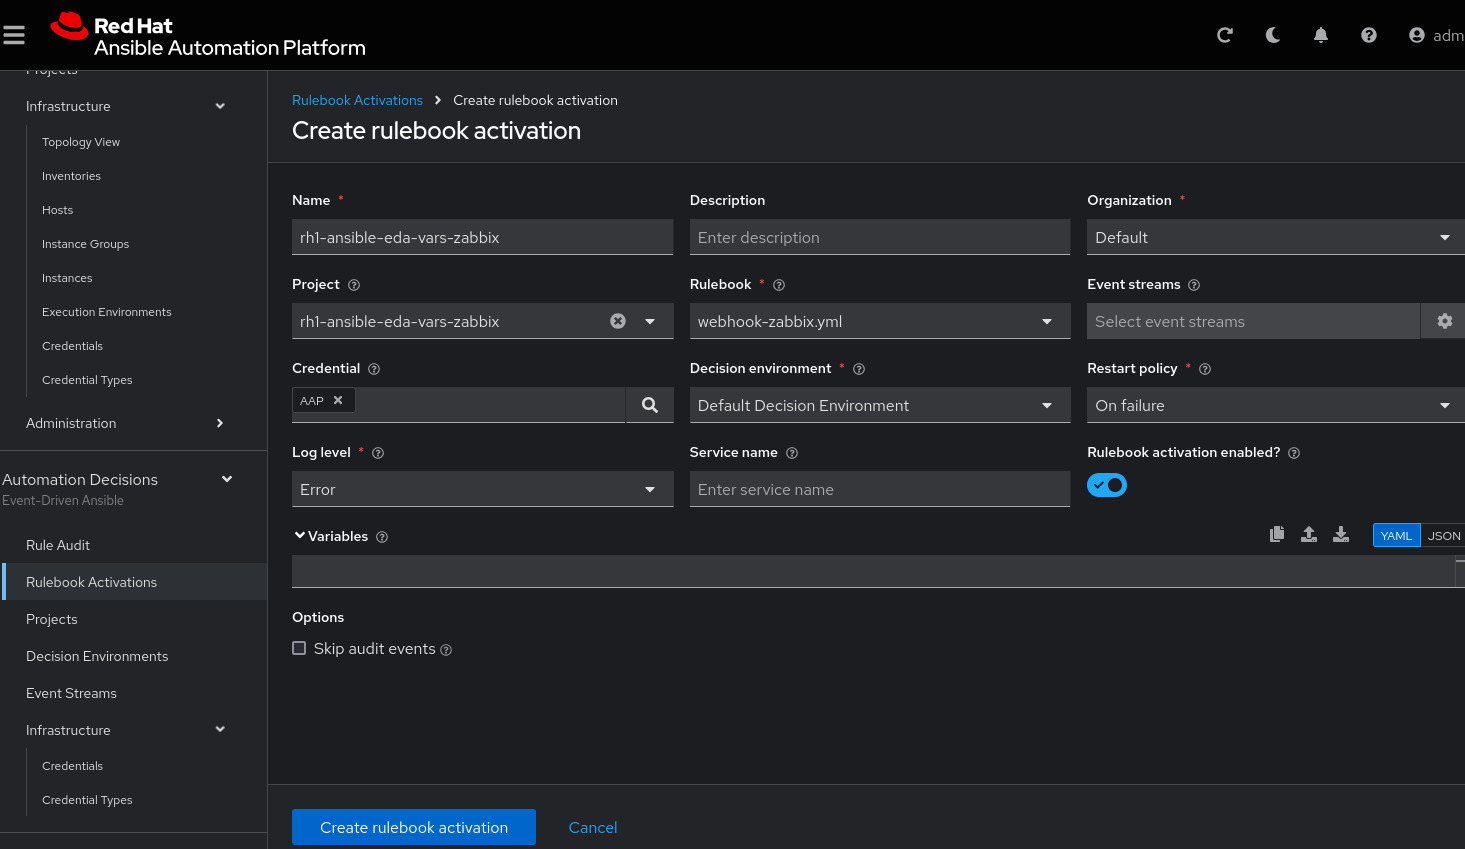 Red Hat
Ansible Automation Platform
adm
Projects
Infrastructure
Topology View
Inventories
Hosts
Instance Groups
Instances
Execution Environments
Credentials
Credential Types
Administration
Automation Decisions
Event-Driven Ansible
Rule Audit
Rulebook Activations
Projects
Decision Environments
Event Streams
Infrastructure
Credentials
Credential Types
Rulebook Activations > Create rulebook activation
Create rulebook activation
Name * Description Organization *
rh1-ansible-eda-vars-zabbix Enter description Default
Project Rulebook * Event streams
rh1-ansible-eda-vars-zabbix webhook-zabbix.yml Select event streams
Credential Decision environment * Restart policy *
AAP Default Decision Environment On failure
Log level * Service name Rulebook activation enabled?
Error Enter service name
Variables YAML JSON
Options
Skip audit events
Create rulebook activation Cancel